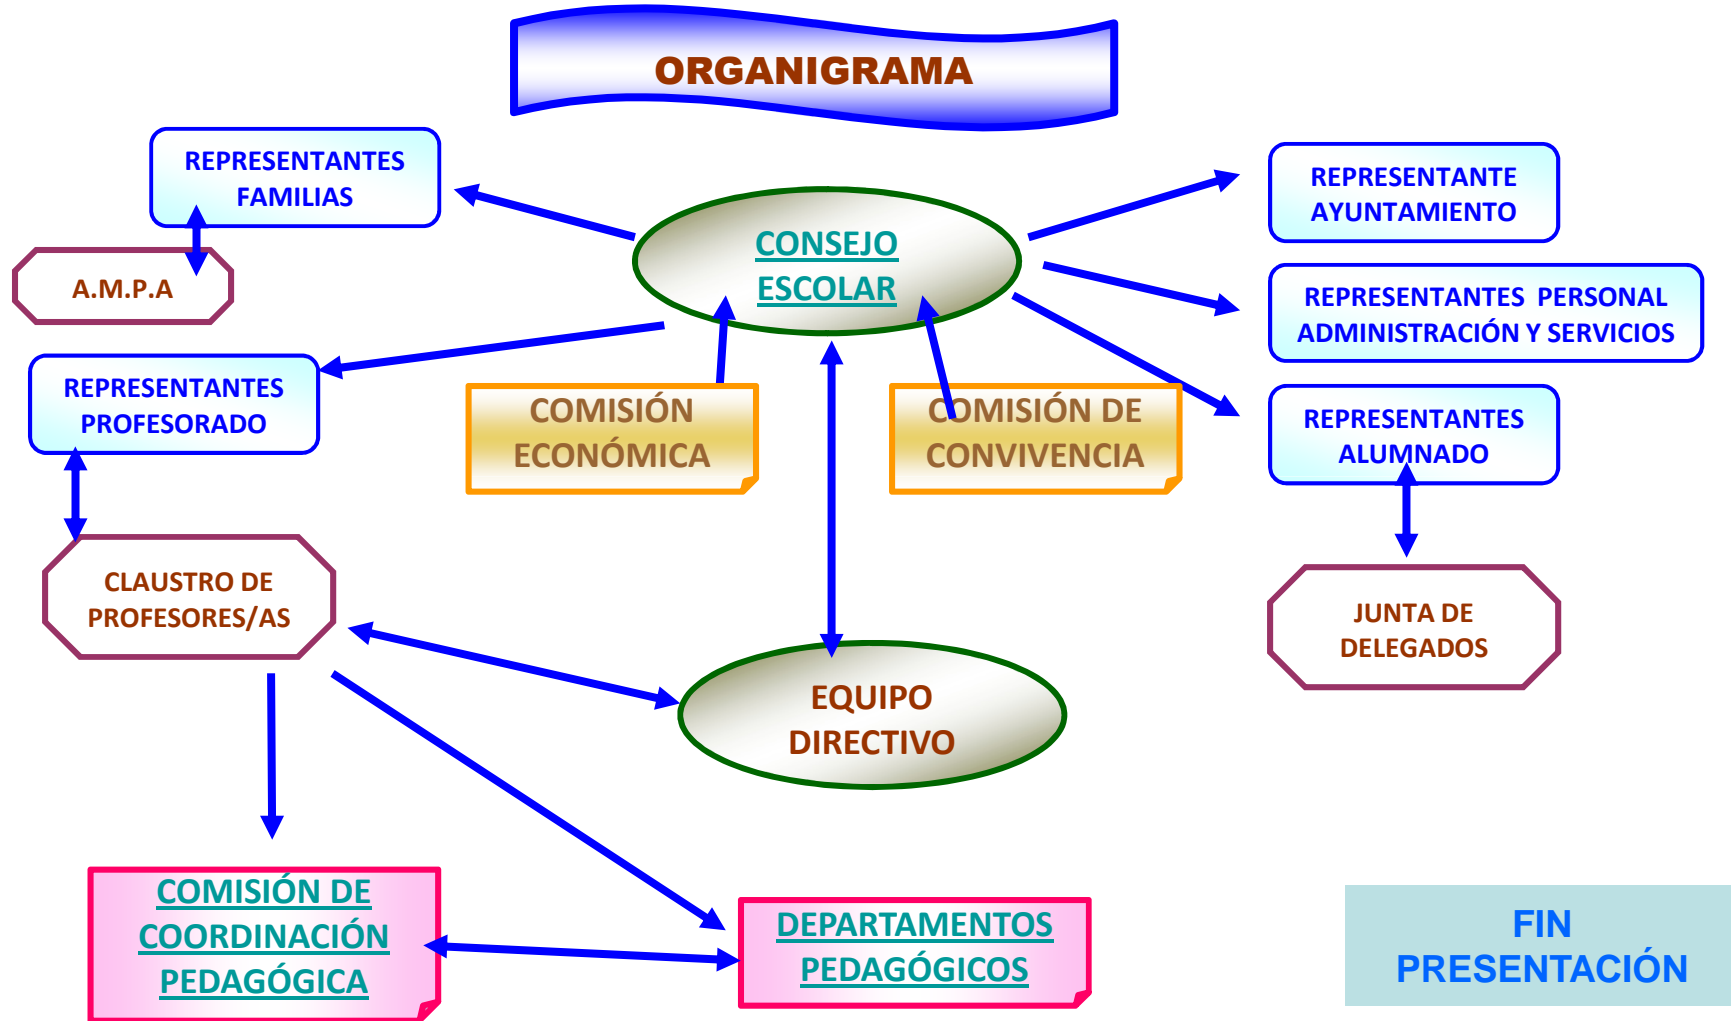 ORGANIGRAMA
REPRESENTANTES
FAMILIAS
A.M.P.A
CONSEJO
ESCOLAR
REPRESENTANTE
AYUNTAMIENTO
REPRESENTANTES PERSONAL
ADMINISTRACIÓN Y SERVICIOS
REPRESENTANTES
PROFESORADO
COMISIÓN
ECONÓMICA
COMISIÓN DE
CONVIVENCIA
REPRESENTANTES
ALUMNADO
CLAUSTRO DE
PROFESORES/AS
JUNTA DE
DELEGADOS
EQUIPO
DIRECTIVO
COMISIÓN DE
COORDINACIÓN
PEDAGÓGICA
DEPARTAMENTOS
PEDAGÓGICOS
FIN
PRESENTACIÓN